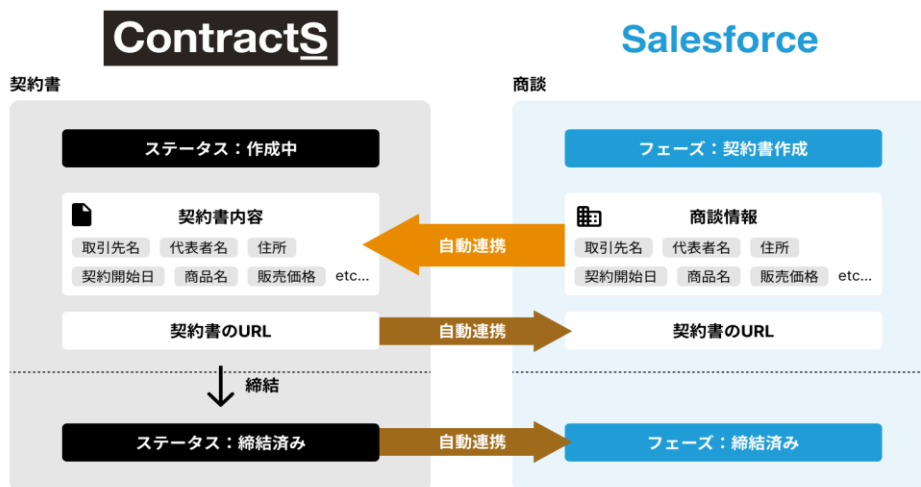 ContractS
Salesforce
契約書
商談
ステータス：作成中
フェーズ：契約書作成
契約書内容
取引先名 代表者名 住所
契約開始日 商品名 販売価格 etc...
自動連携
商談情報
取引先名 代表者名 住所
契約開始日 商品名 販売価格 etc...
契約書のURL
自動連携
契約書のURL
締結
ステータス：締結済み
自動連携
フェーズ：締結済み